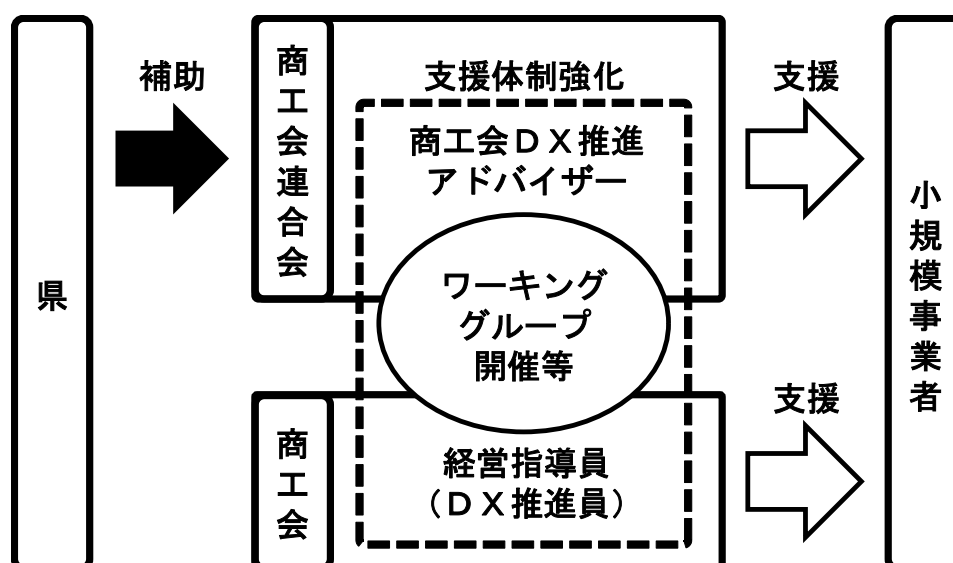 県
補助
商工会連合会
支援体制強化
商工会ＤＸ推進
アドバイザー
ワーキング
グループ
開催等
商工会
経営指導員
（ＤＸ推進員）
支援
支援
小規模事業者